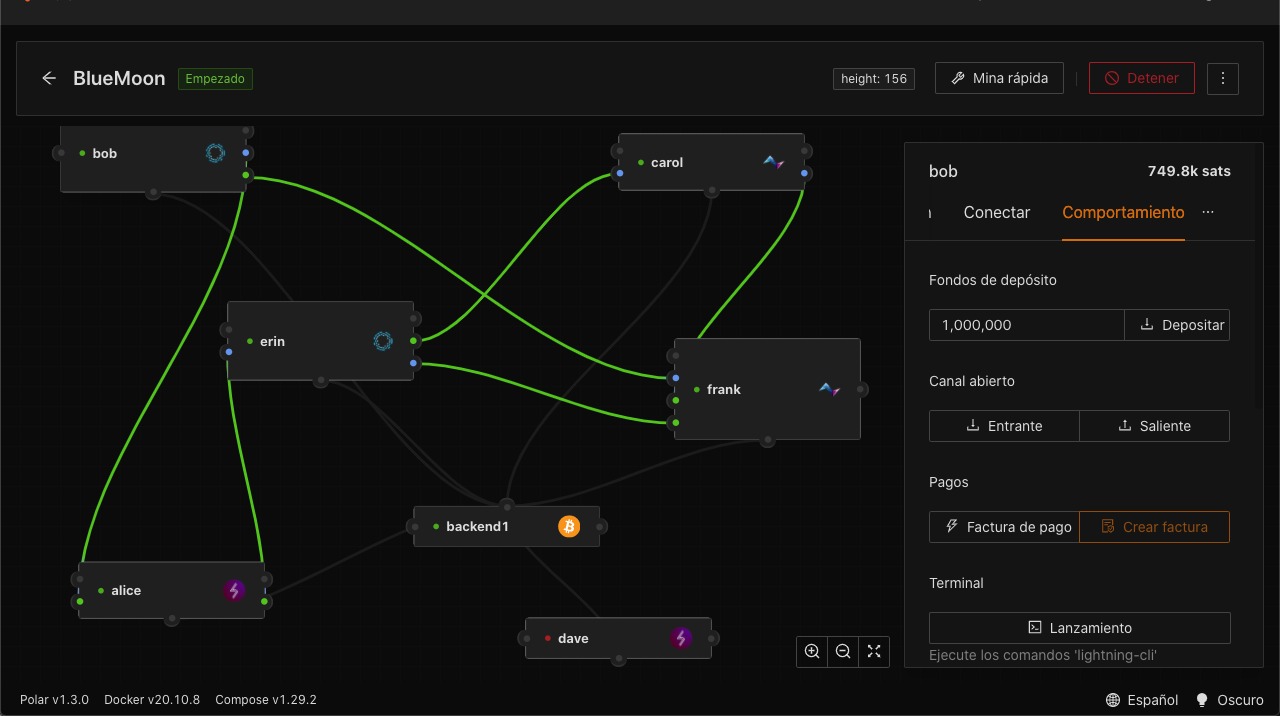 BlueMoon
Empezado
height: 156
Mina rápida
Detener
bob
carol
erin
frank
backend1
alice
dave
bob
749.8k sats
Conectar
Comportamiento
Fondos de depósito
1,000,000
Depositar
Canal abierto
Entrante
Saliente
Pagos
Factura de pago
Crear factura
Terminal
Lanzamiento
Ejecute los comandos 'lightning-cli'
Polar v1.3.0
Docker v20.10.8
Compose v1.29.2
Español
Oscuro